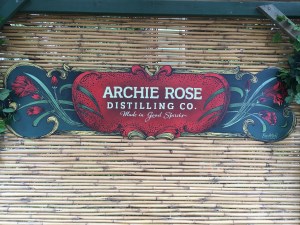 ARCHIE ROSE
DISTILLING CO.
Made in Good Spirits